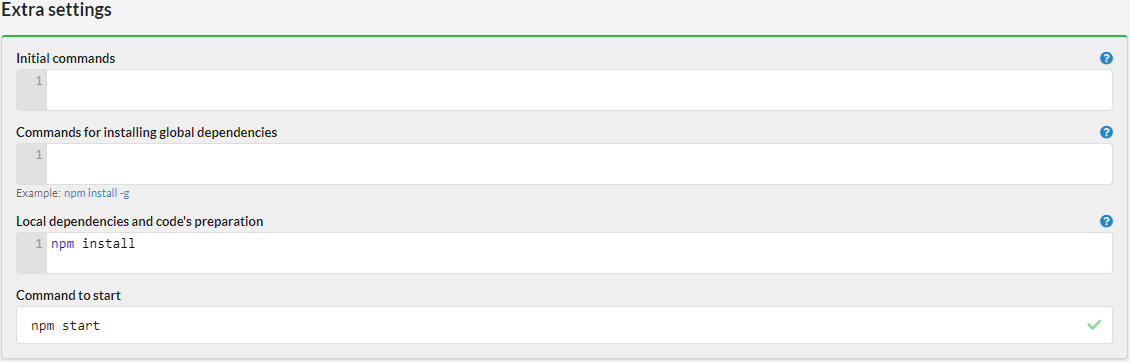 Extra settings
Initial commands
1
Commands for installing global dependencies
1
Example: npm install -g
Local dependencies and code's preparation
1 npm install
Command to start
npm start